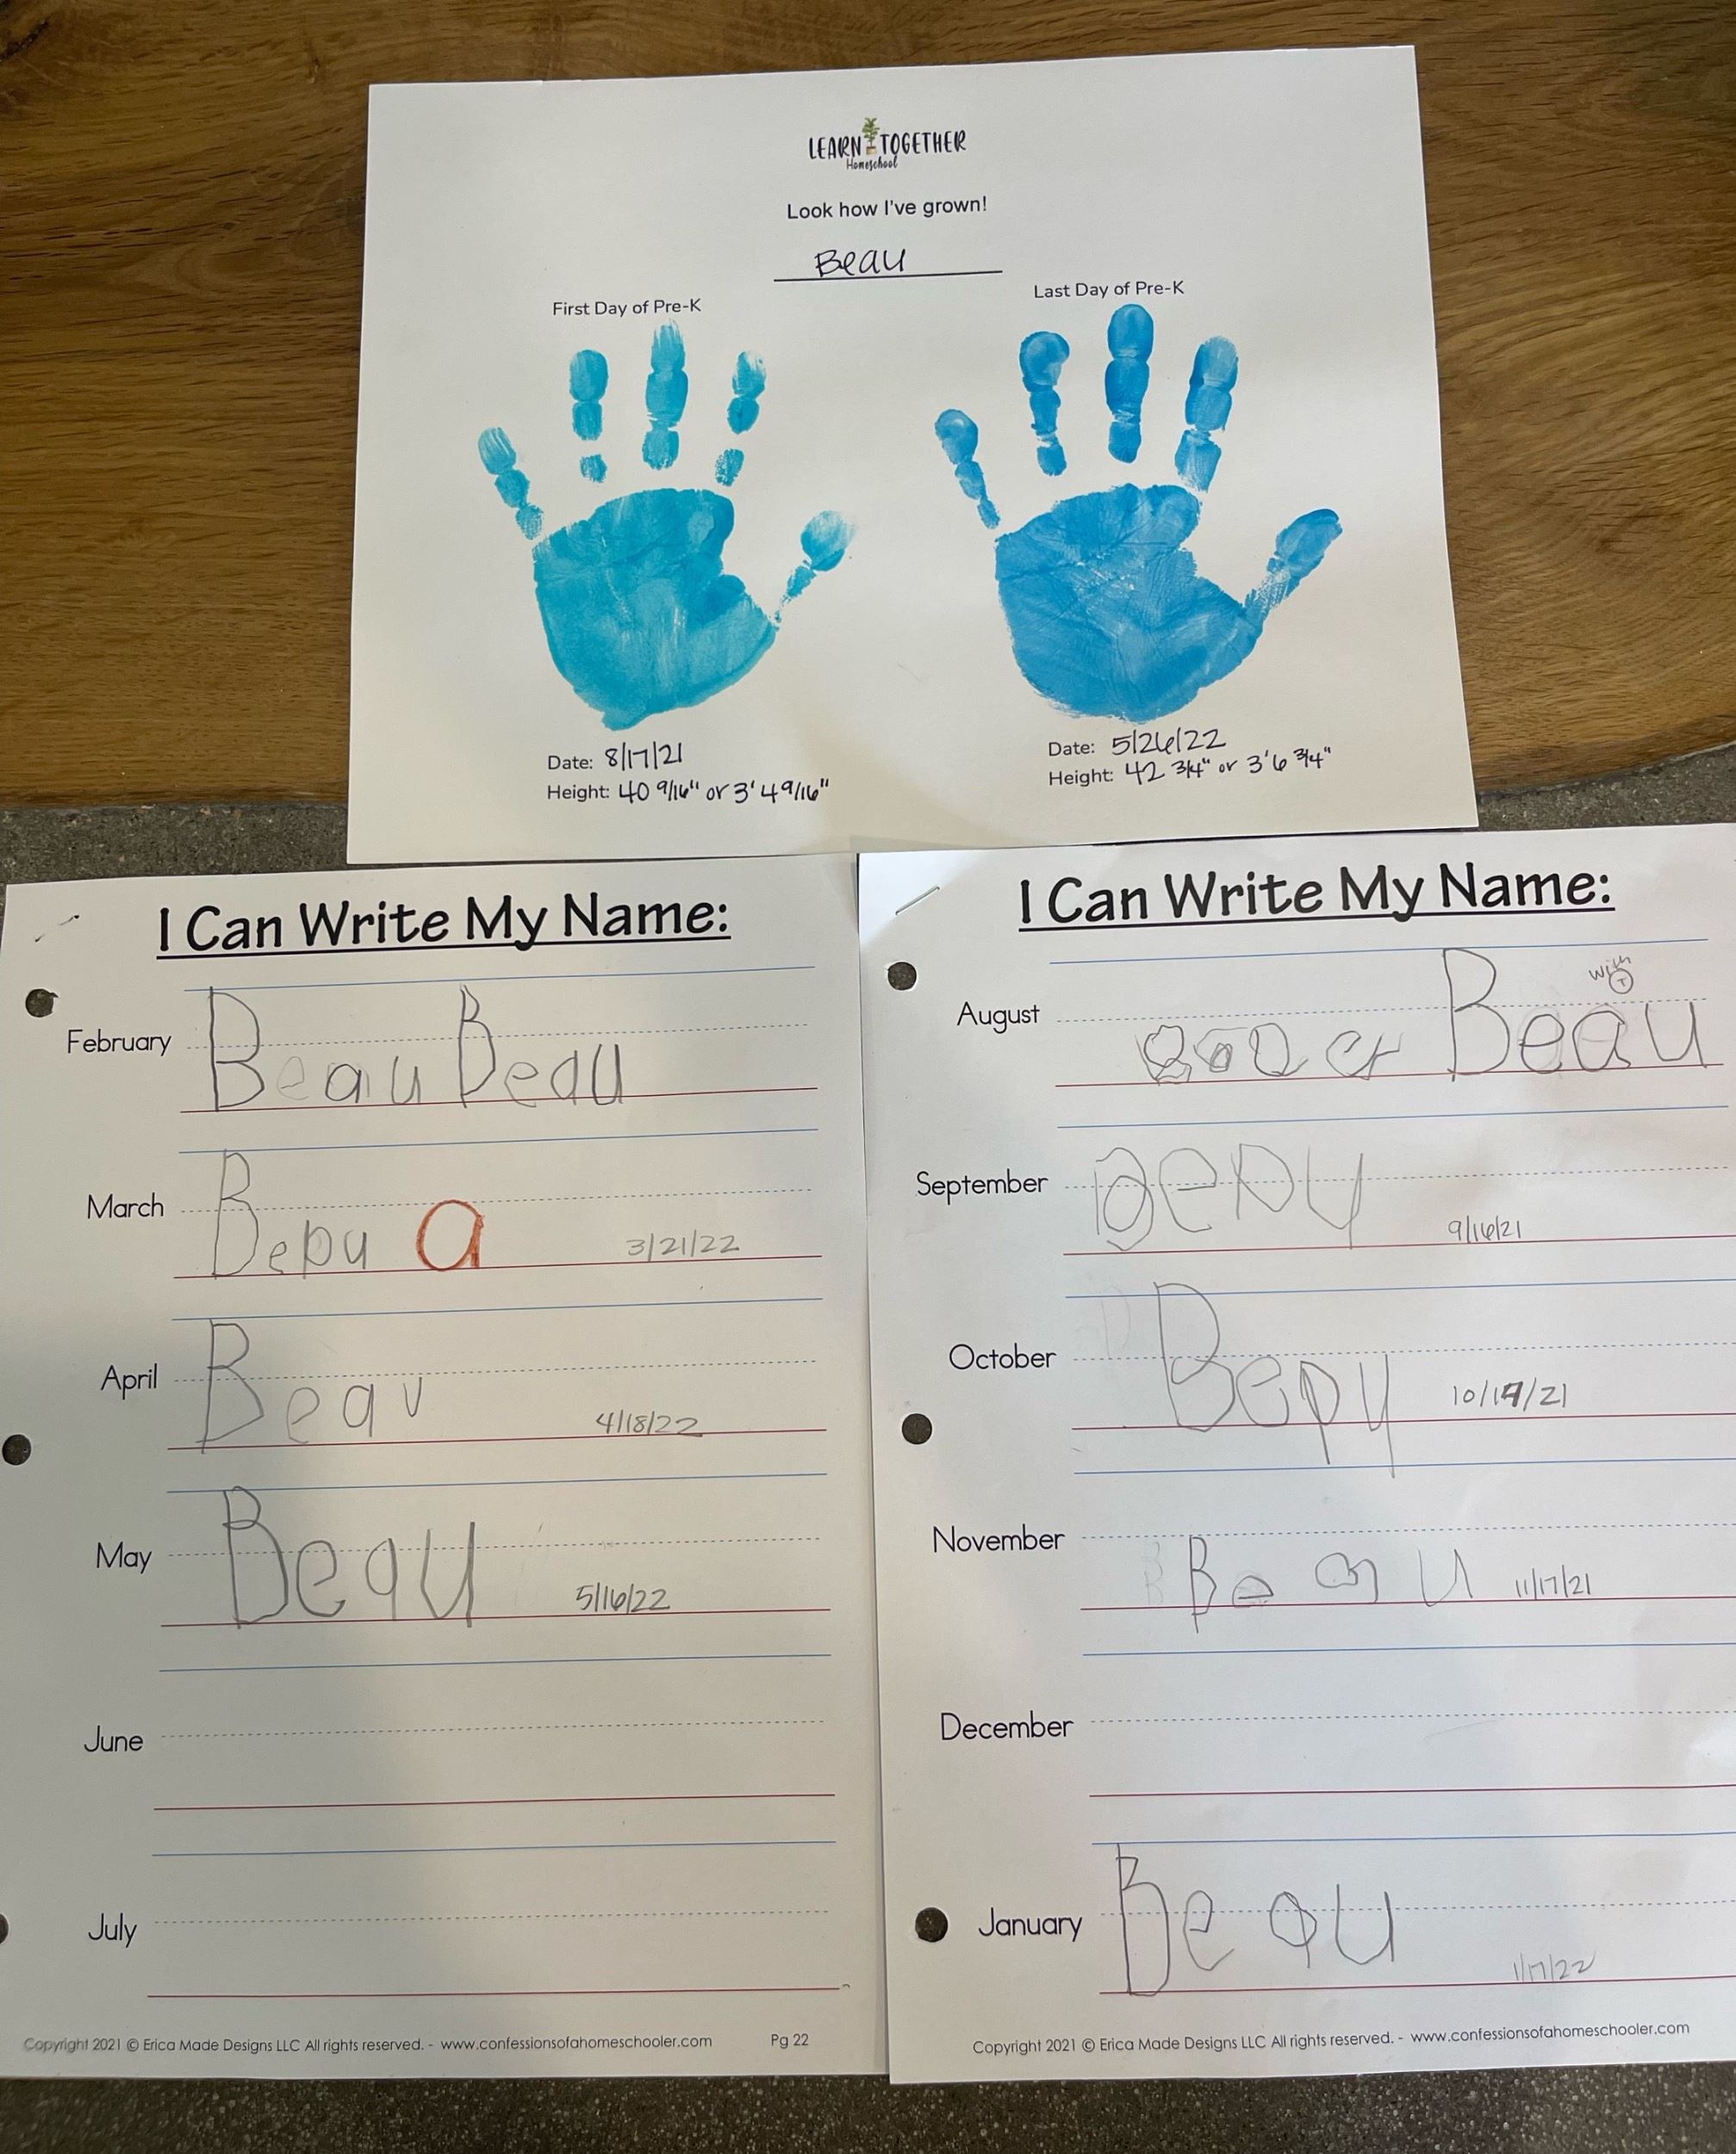 LEARN TOGETHER
Homeschool
Look how I've grown!
Beau
First Day of Pre-K
Last Day of Pre-K
Date: 8/17/21
Height: 40 9/16" or 3' 4 9/16"
Date: 5/26/22
Height: 42 3/4" or 3'6 3/4"
I Can Write My Name:
February Beau Beau
March Bepu a 3/21/22
April Beau 4/18/22
May Beau 5/16/22
June
July
Copyright 2021 © Erica Made Designs LLC All rights reserved. - www.confessionsofahomeschooler.com Pg 22
I Can Write My Name:
with
T
August Beau
September BePU 9/16/21
October Bepy 10/19/21
November Be a U 11/17/21
December
January Beau 1/17/22
Copyright 2021 © Erica Made Designs LLC All rights reserved. - www.confessionsofahomeschooler.com